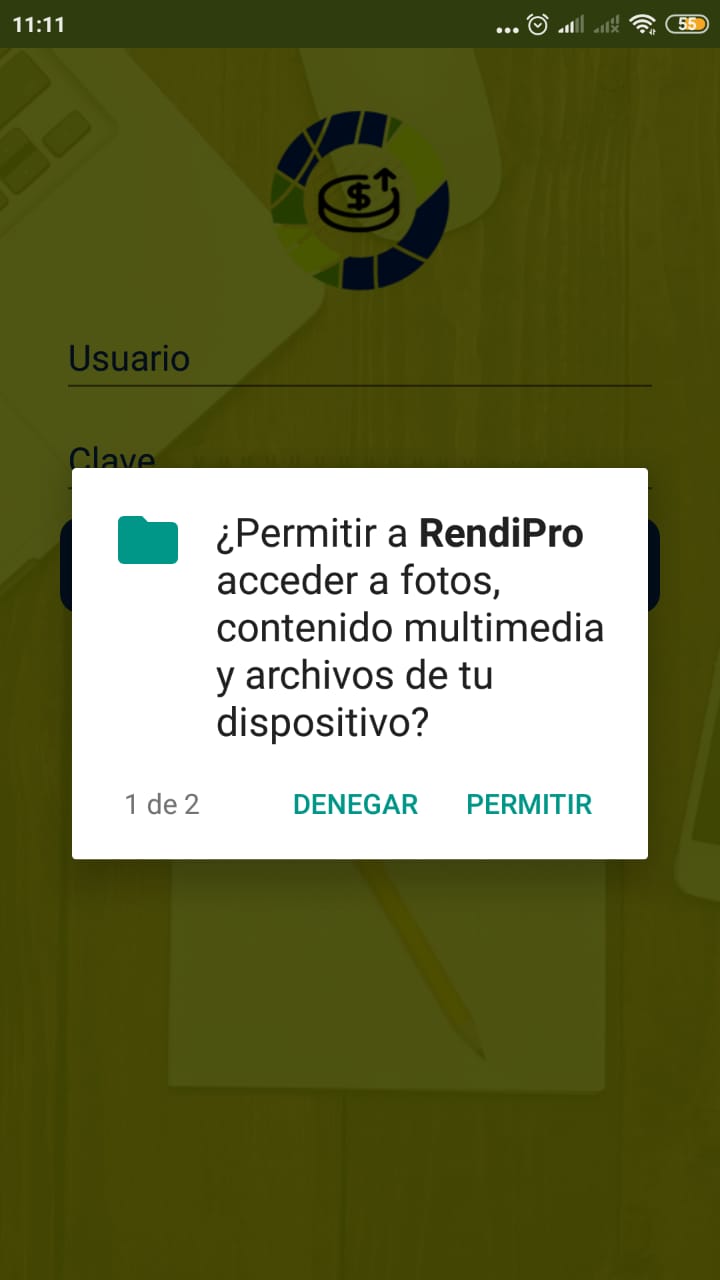 11:11
55
$
Usuario
Clave
¿Permitir a RendiPro
acceder a fotos,
contenido multimedia
y archivos de tu
dispositivo?
1 de 2 DENEGAR PERMITIR